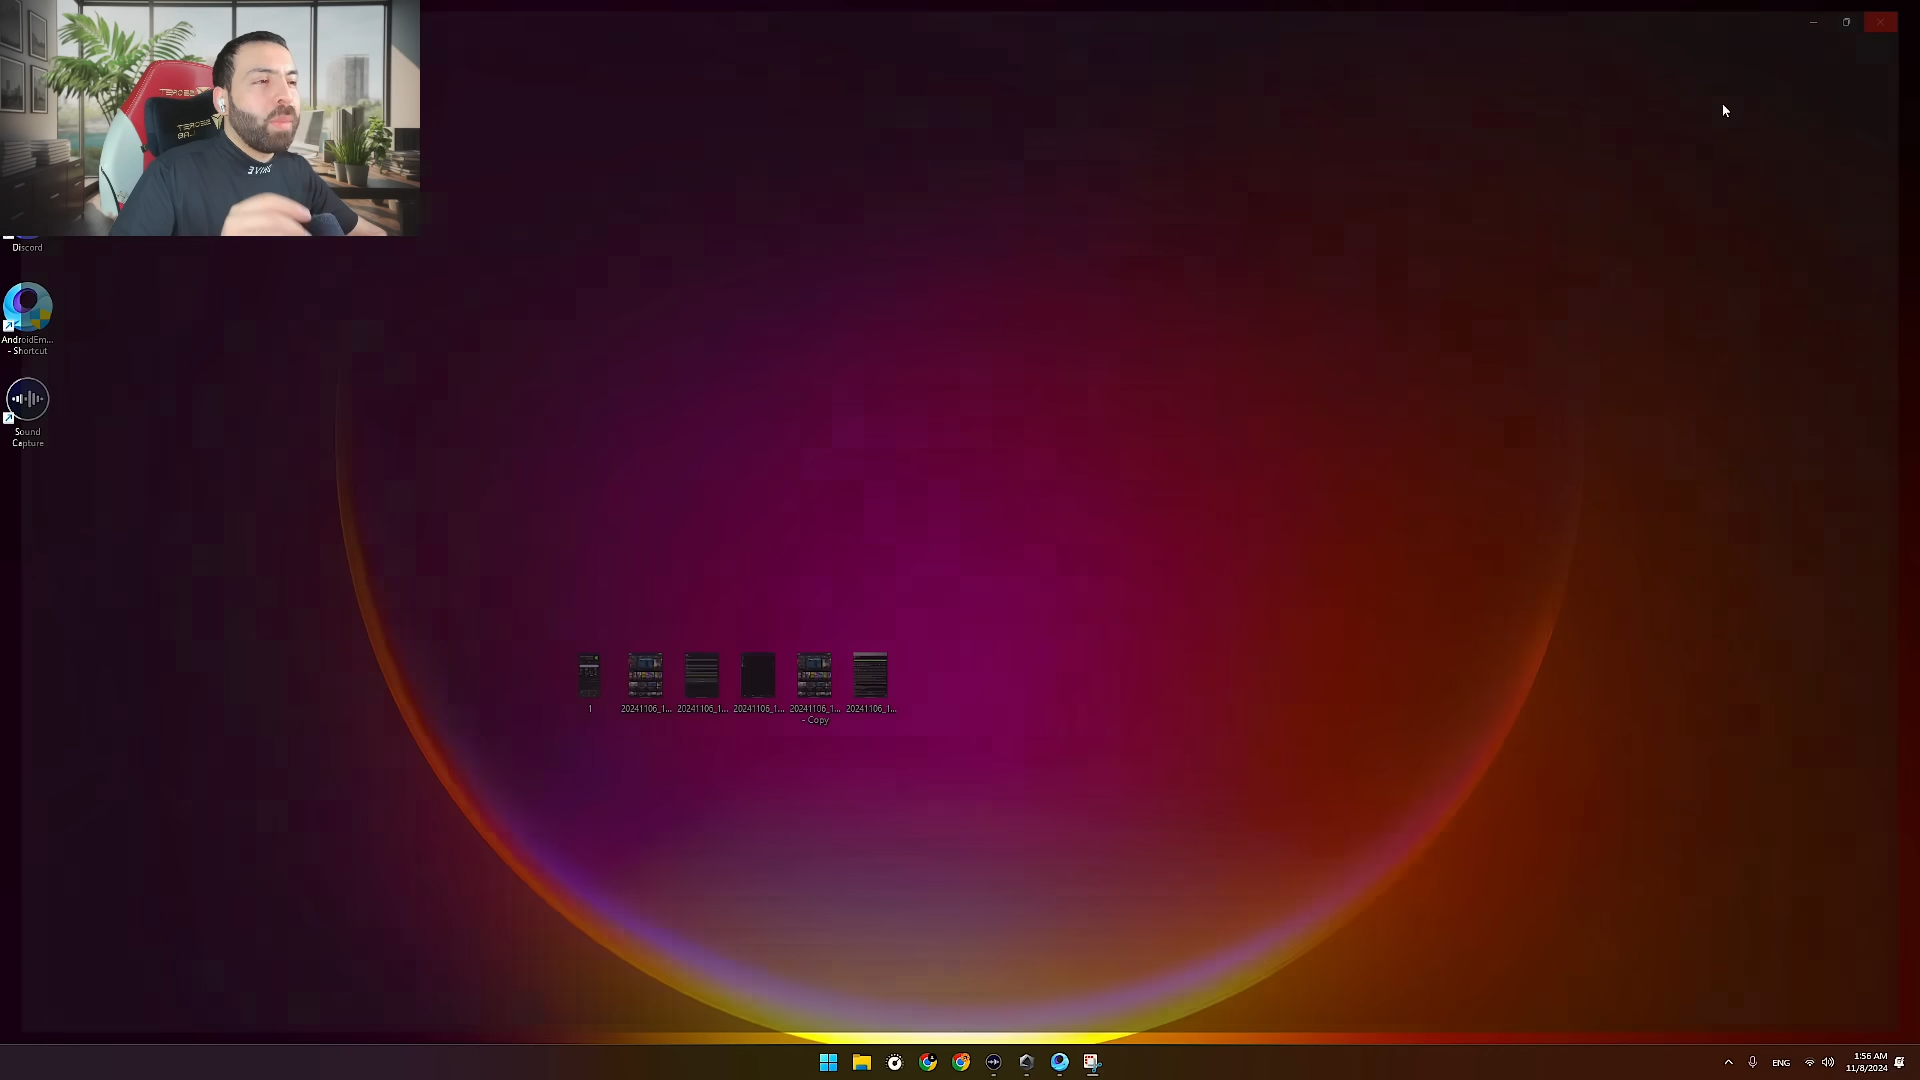 Discord
AndroidEm...
- Shortcut
Sound
Capture
1
20241106_1...
20241106_1...
20241106_1...
20241106_1...
- Copy
20241106_1...
ENG
1:56 AM
11/8/2024